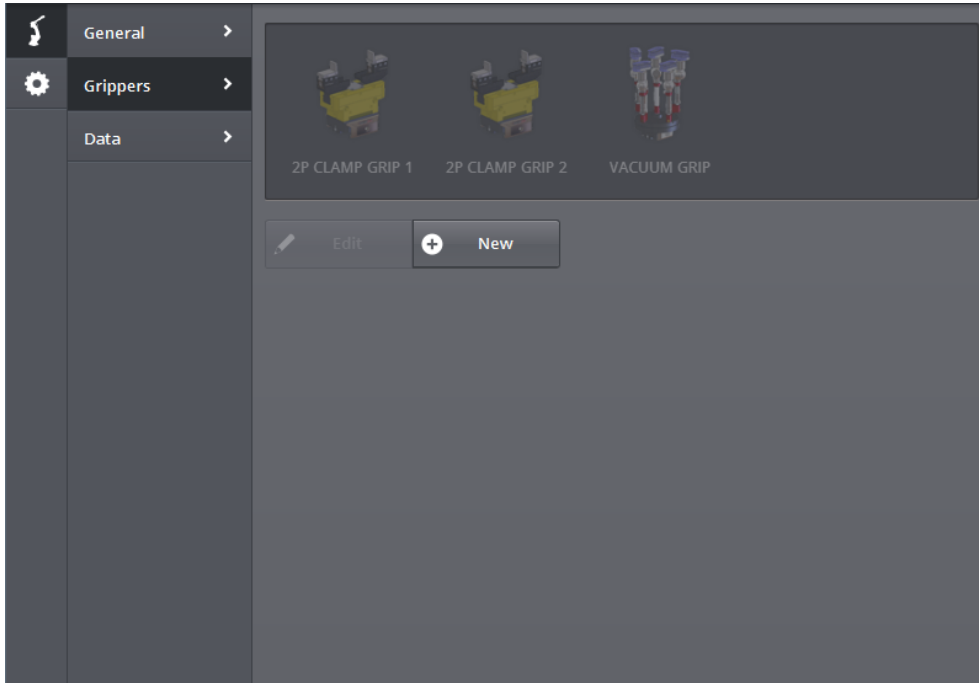 General
Grippers
Data
2P CLAMP GRIP 1
2P CLAMP GRIP 2
VACUUM GRIP
Edit
New